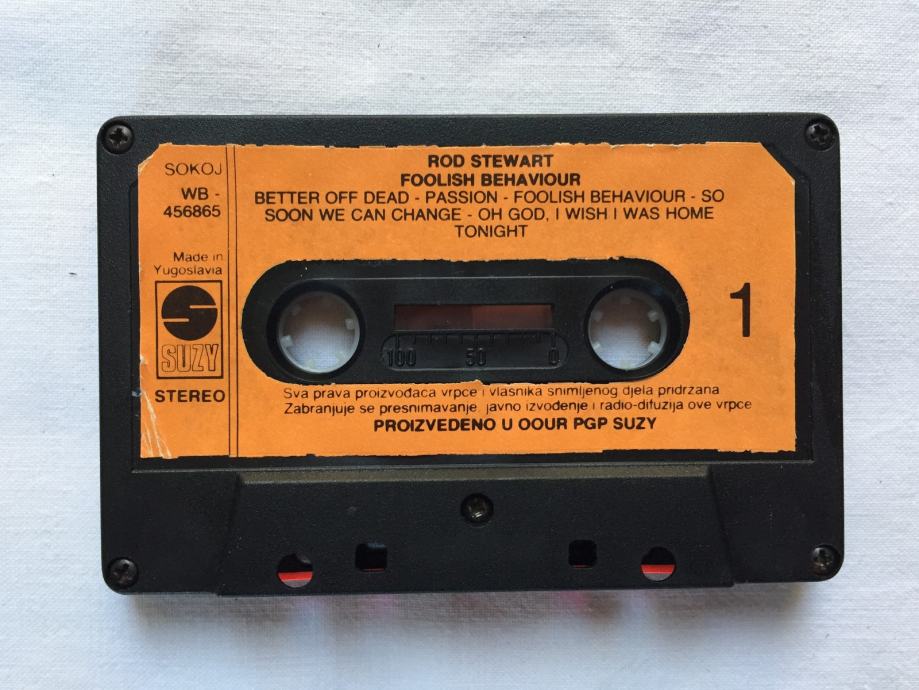 SOKOJ
WB -
456865
Made in
Yugoslavia
SUZY
STEREO
ROD STEWART
FOOLISH BEHAVIOUR
BETTER OFF DEAD - PASSION - FOOLISH BEHAVIOUR - SO
SOON WE CAN CHANGE - OH GOD, I WISH I WAS HOME
TONIGHT
1
100 50 0
Sva prava proizvođača vrpce i vlasnika snimljenog djela pridržana
Zabranjuje se presnimavanje, javno izvođenje i radio-difuzija ove vrpce
PROIZVEDENO U OOUR PGP SUZY